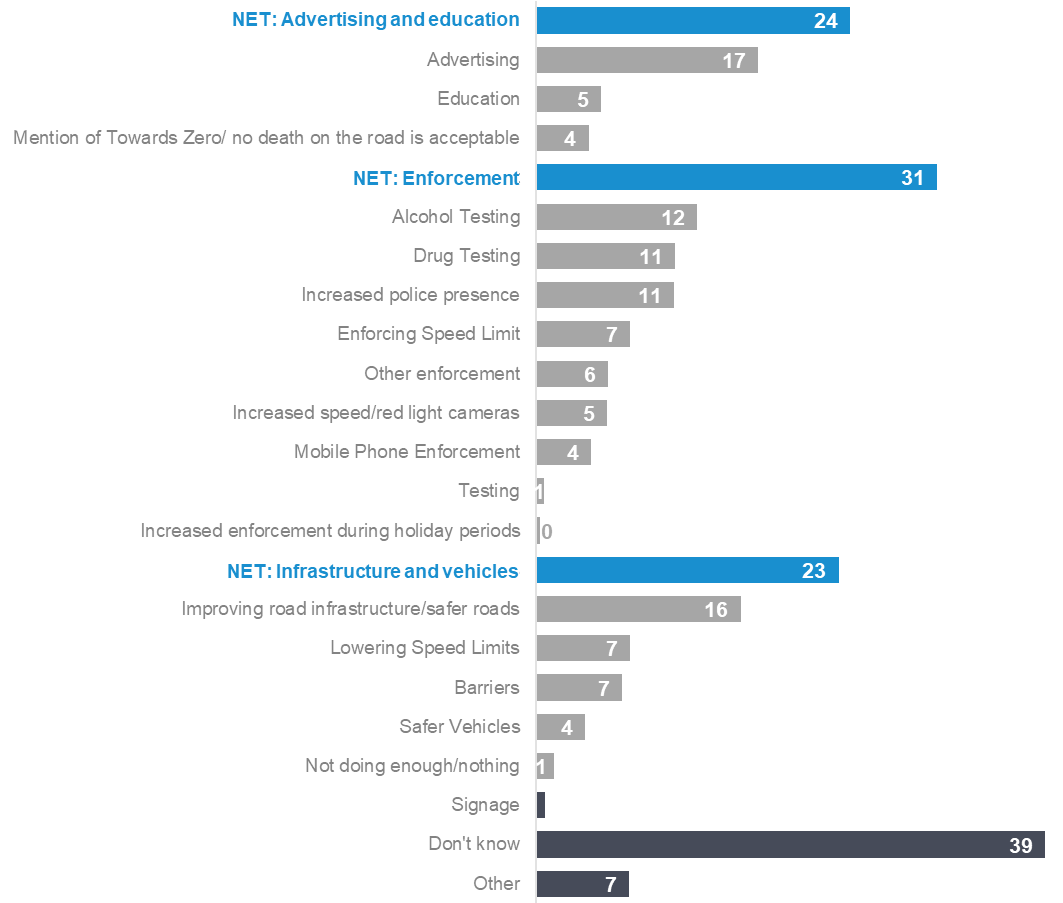 NET: Advertising and education 24
Advertising 17
Education 5
Mention of Towards Zero/ no death on the road is acceptable 4
NET: Enforcement 31
Alcohol Testing 12
Drug Testing 11
Increased police presence 11
Enforcing Speed Limit 7
Other enforcement 6
Increased speed/red light cameras 5
Mobile Phone Enforcement 4
Testing 1
Increased enforcement during holiday periods 0
NET: Infrastructure and vehicles 23
Improving road infrastructure/safer roads 16
Lowering Speed Limits 7
Barriers 7
Safer Vehicles 4
Not doing enough/nothing 1
Signage
Don't know 39
Other 7